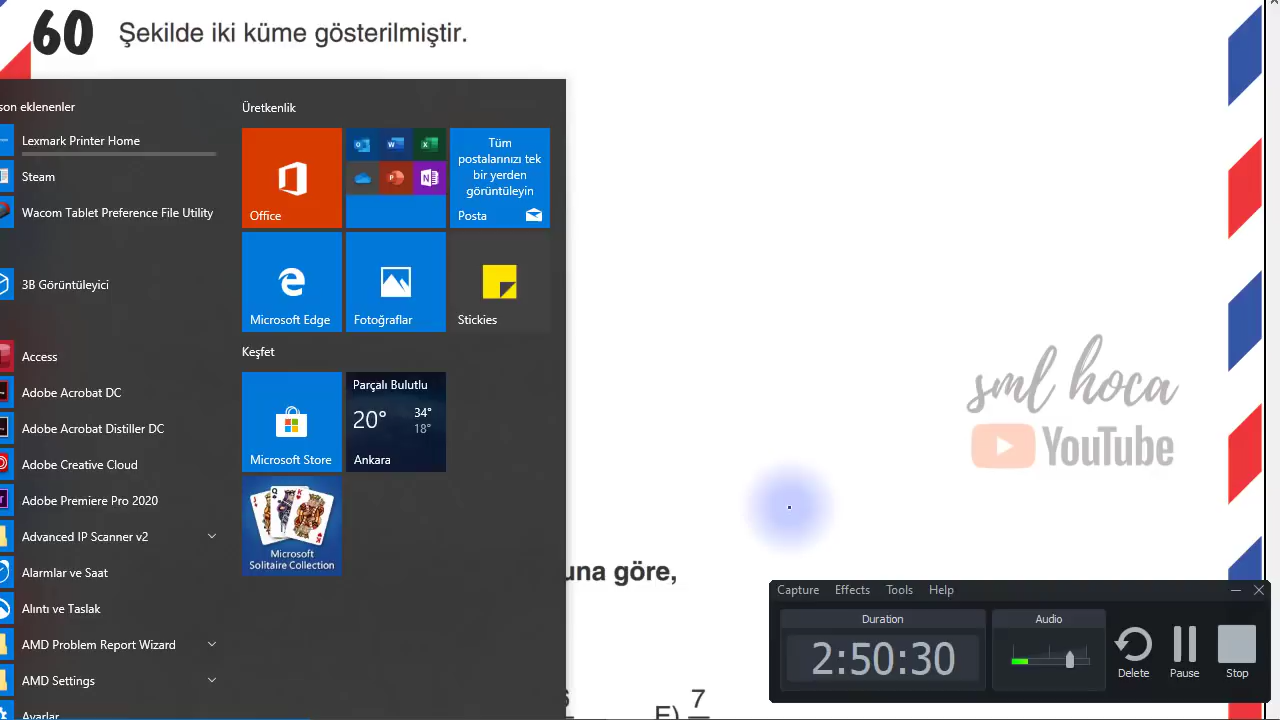 60 Şekilde iki küme gösterilmiştir.
son eklenenler
Lexmark Printer Home
Steam
Wacom Tablet Preference File Utility
3B Görüntüleyici
Access
Adobe Acrobat DC
Adobe Acrobat Distiller DC
Adobe Creative Cloud
Adobe Premiere Pro 2020
Advanced IP Scanner v2
Alarmlar ve Saat
Alıntı ve Taslak
AMD Problem Report Wizard
AMD Settings
Ayarlar
Üretkenlik
Office
Tüm
postalarınızı tek
bir yerden
görüntüleyin
Posta
Microsoft Edge
Fotoğraflar
Stickies
Keşfet
Microsoft Store
Parçalı Bulutlu
20° 34°
18°
Ankara
Microsoft
Solitaire Collection
sml hoca
YouTube
una göre,
E) 7
Capture Effects Tools Help
Duration
2:50:30
Audio
Delete Pause Stop